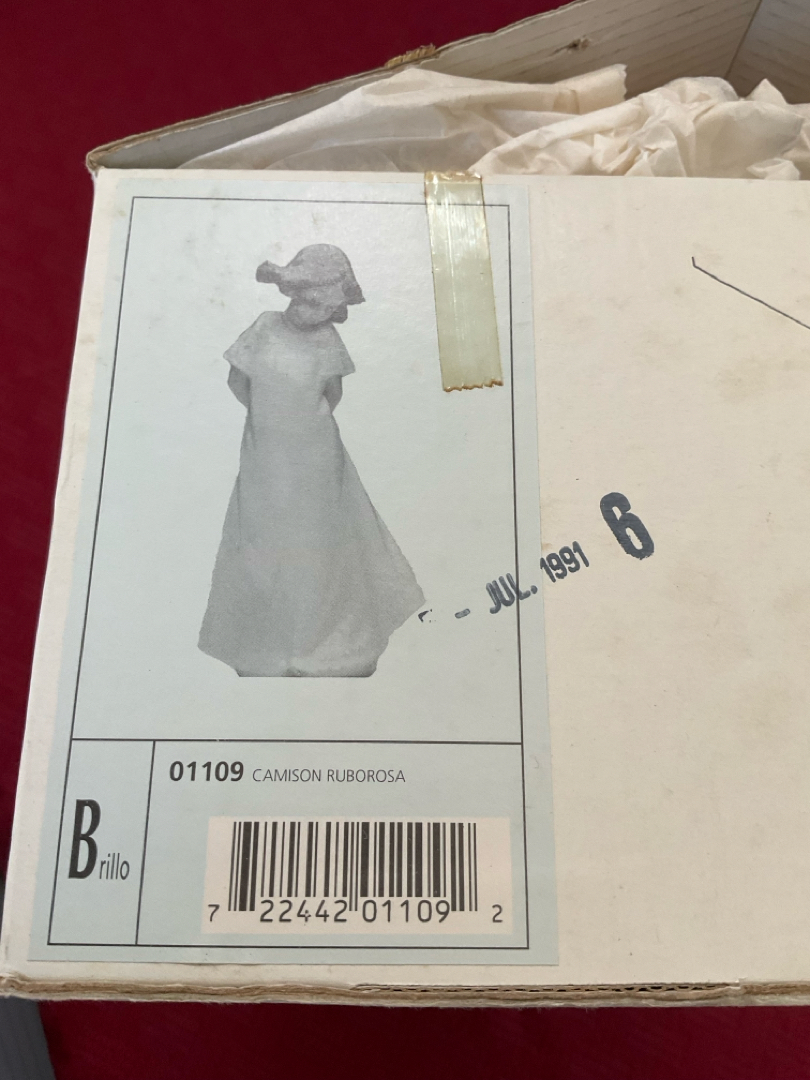 - JUL. 1991 6
01109 CAMISON RUBOROSA
Brillo
7 22442 01109 2